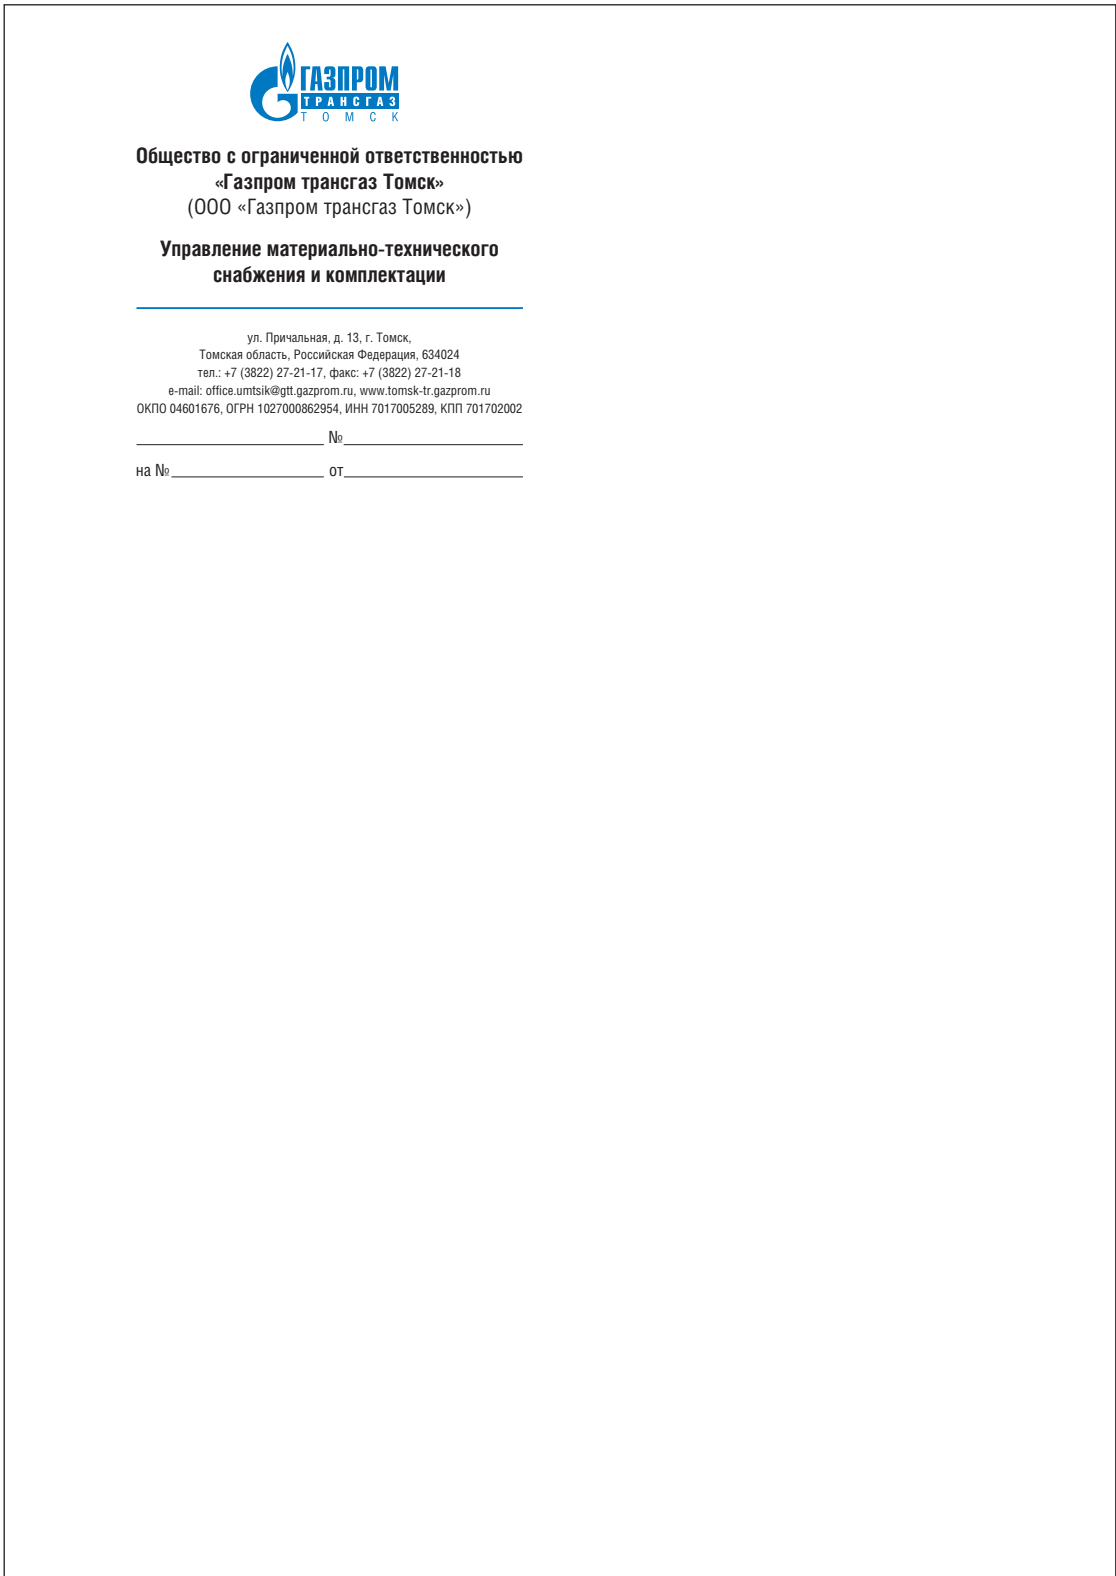 ГАЗПРОМ
ТРАНСГАЗ
ТОМСК
Общество с ограниченной ответственностью
«Газпром трансгаз Томск»
(ООО «Газпром трансгаз Томск»)
Управление материально-технического
снабжения и комплектации
ул. Причальная, д. 13, г. Томск,
Томская область, Российская Федерация, 634024
тел.: +7 (3822) 27-21-17, факс: +7 (3822) 27-21-18
e-mail: office.umtsik@gtt.gazprom.ru, www.tomsk-tr.gazprom.ru
ОКПО 04601676, ОГРН 1027000862954, ИНН 7017005289, КПП 701702002
№
на № от